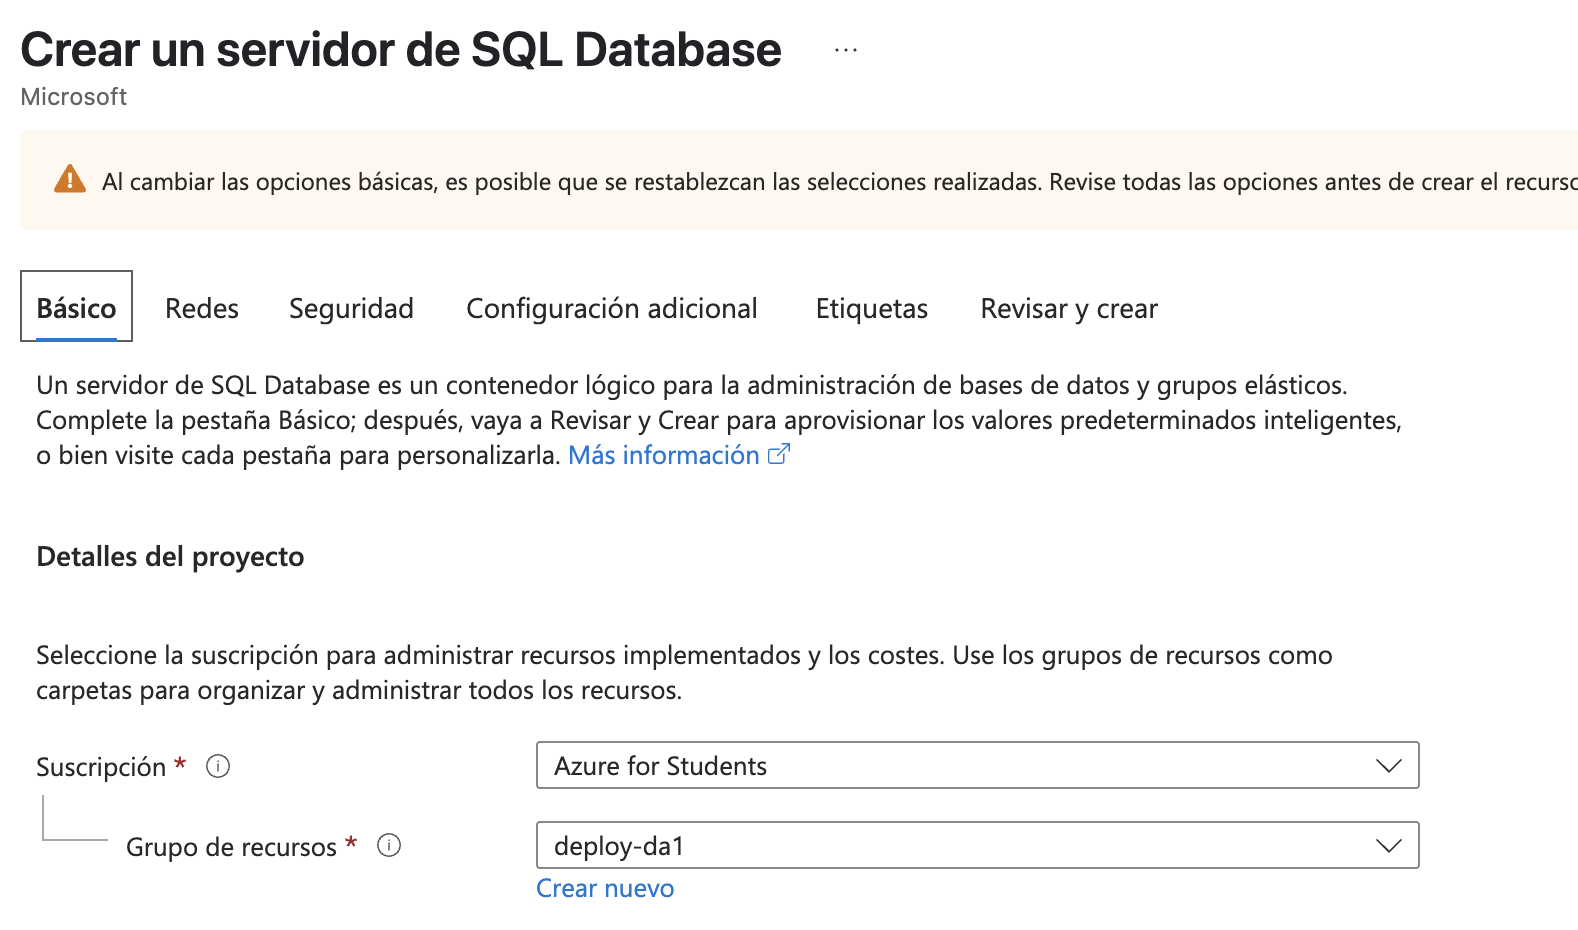 Crear un servidor de SQL Database ...
Microsoft
Al cambiar las opciones básicas, es posible que se restablezcan las selecciones realizadas. Revise todas las opciones antes de crear el recurso
Básico Redes Seguridad Configuración adicional Etiquetas Revisar y crear
Un servidor de SQL Database es un contenedor lógico para la administración de bases de datos y grupos elásticos.
Complete la pestaña Básico; después, vaya a Revisar y Crear para aprovisionar los valores predeterminados inteligentes,
o bien visite cada pestaña para personalizarla. Más información
Detalles del proyecto
Seleccione la suscripción para administrar recursos implementados y los costes. Use los grupos de recursos como
carpetas para organizar y administrar todos los recursos.
Suscripción * Azure for Students
Grupo de recursos * deploy-da1
Crear nuevo